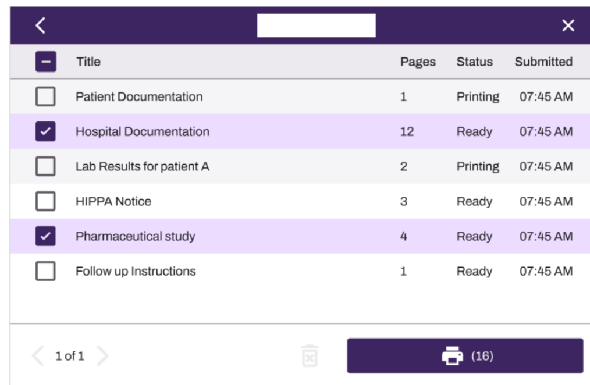 Title Pages Status Submitted
Patient Documentation 1 Printing 07:45 AM
Hospital Documentation 12 Ready 07:45 AM
Lab Results for patient A 2 Printing 07:45 AM
HIPPA Notice 3 Ready 07:45 AM
Pharmaceutical study 4 Ready 07:45 AM
Follow up Instructions 1 Ready 07:45 AM
1 of 1 (16)